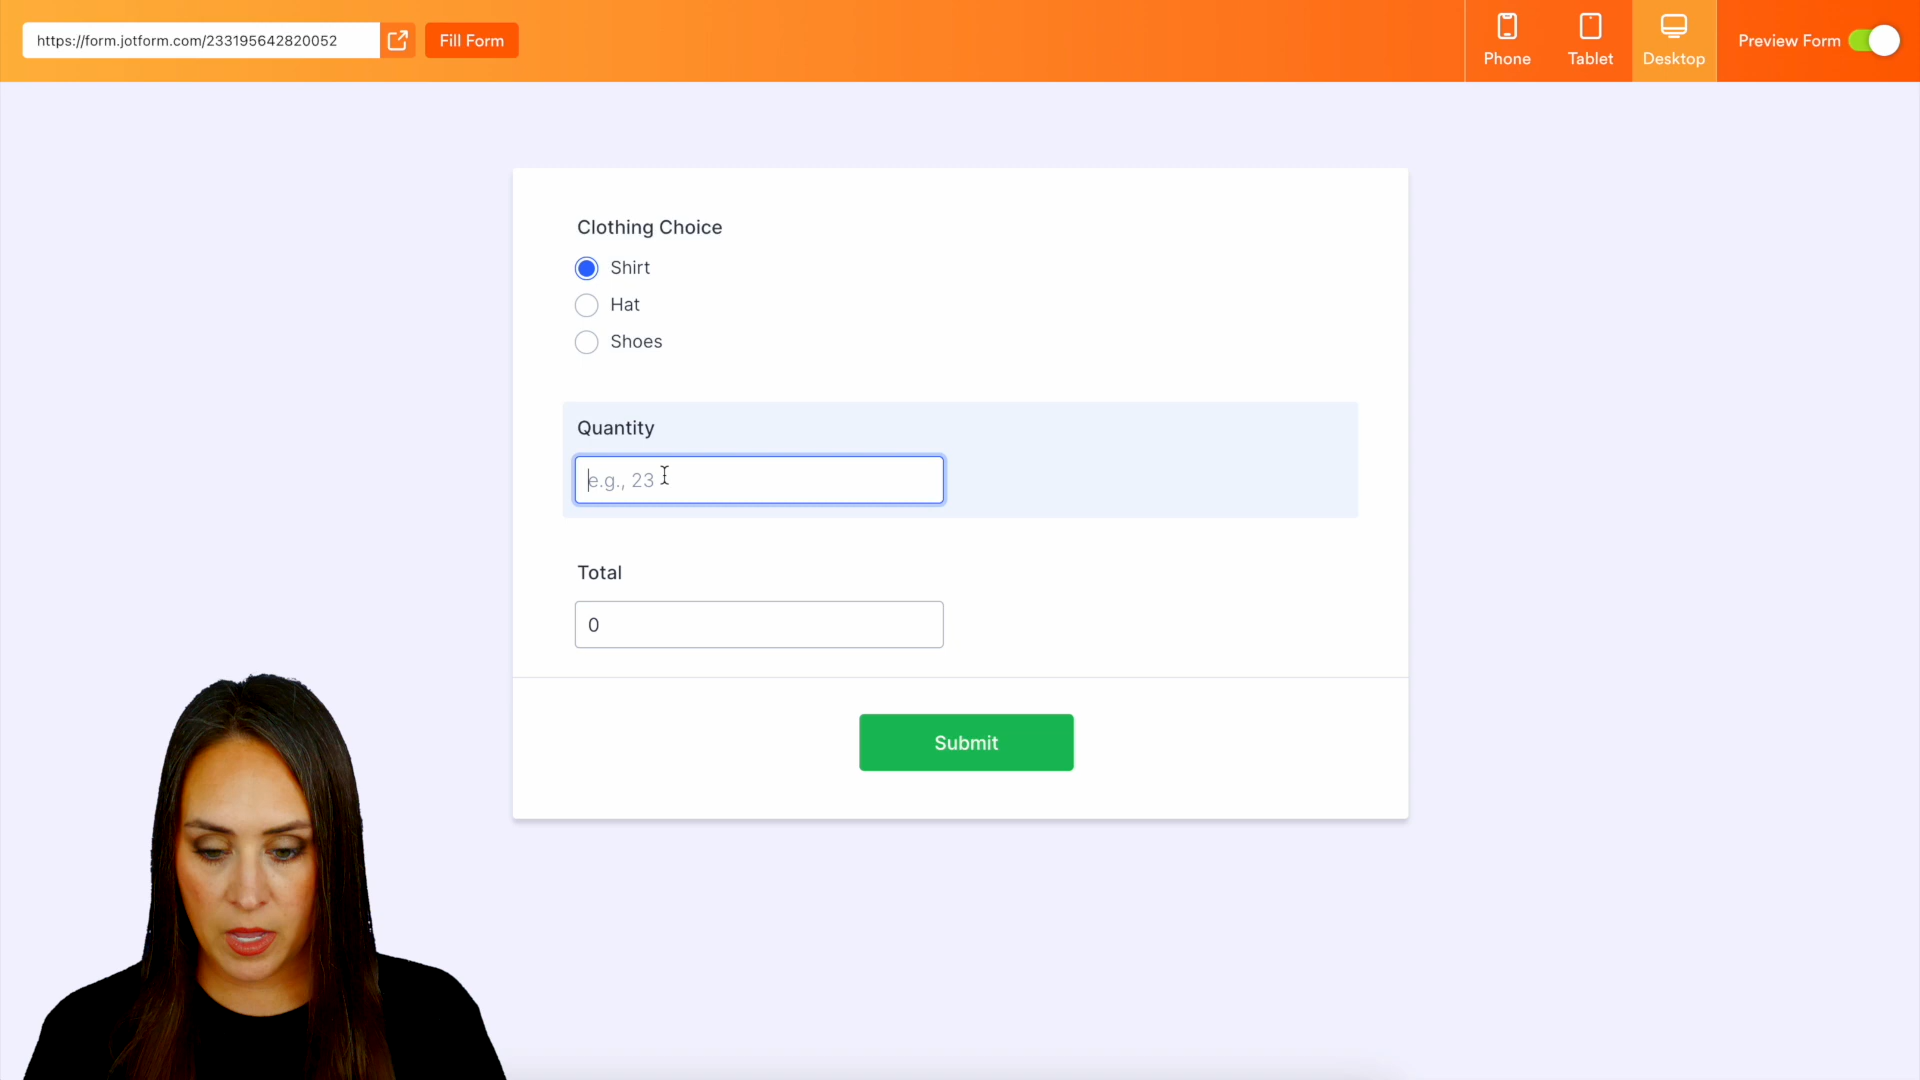 https://form.jotform.com/233195642820052
Fill Form
Phone
Tablet
Desktop
Preview Form
Clothing Choice
Shirt
Hat
Shoes
Quantity
e.g., 23
Total
0
Submit